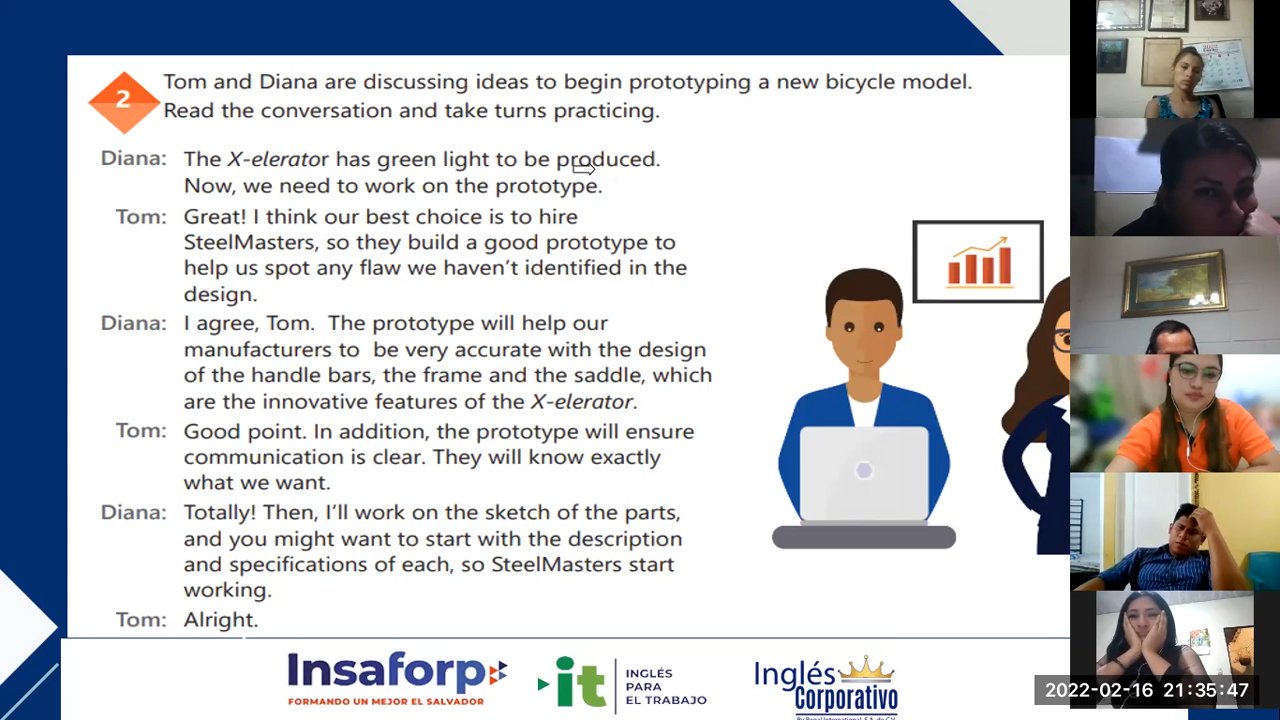 2
Tom and Diana are discussing ideas to begin prototyping a new bicycle model.
Read the conversation and take turns practicing.
Diana: The X-elerator has green light to be produced.
Now, we need to work on the prototype.
Tom: Great! I think our best choice is to hire
SteelMasters, so they build a good prototype to
help us spot any flaw we haven't identified in the
design.
Diana: I agree, Tom. The prototype will help our
manufacturers to be very accurate with the design
of the handle bars, the frame and the saddle, which
are the innovative features of the X-elerator.
Tom: Good point. In addition, the prototype will ensure
communication is clear. They will know exactly
what we want.
Diana: Totally! Then, I'll work on the sketch of the parts,
and you might want to start with the description
and specifications of each, so SteelMasters start
working.
Tom: Alright.
Insaforp
FORMANDO UN MEJOR EL SALVADOR
it
INGLÉS
PARA
EL TRABAJO
Inglés
Corporativo
2022-02-16 21:35:47